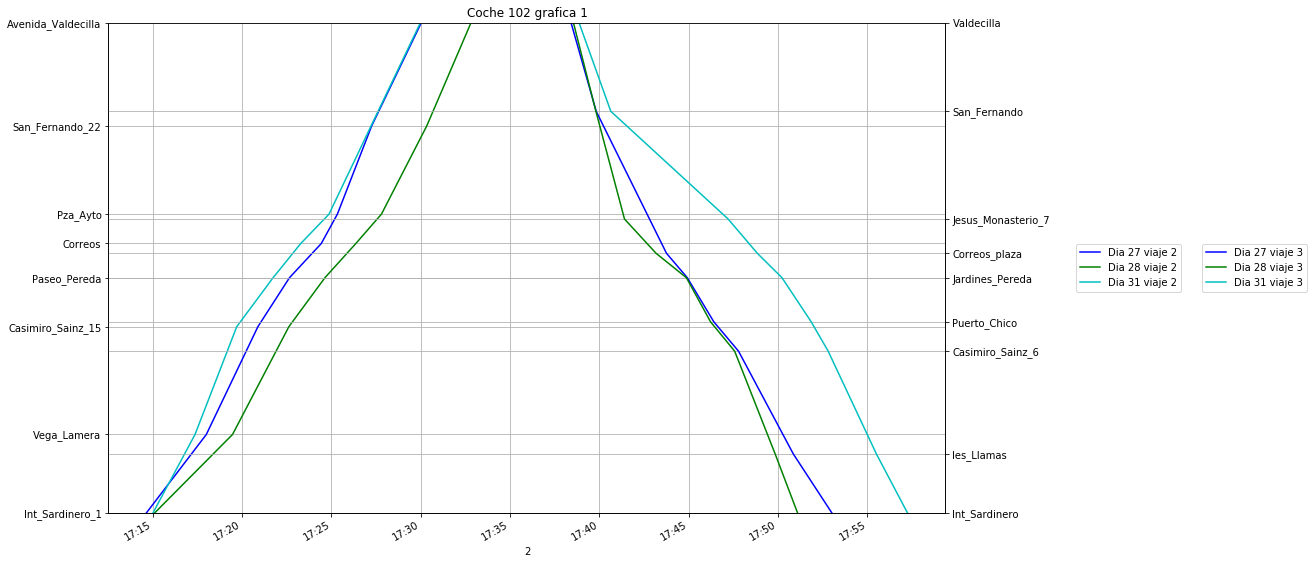 Coche 102 grafica 1
Avenida_Valdecilla
San_Fernando_22
Pza_Ayto
Correos
Paseo_Pereda
Casimiro_Sainz_15
Vega_Lamera
Int_Sardinero_1
Valdecilla
San_Fernando
Jesus_Monasterio_7
Correos_plaza
Jardines_Pereda
Puerto_Chico
Casimiro_Sainz_6
Ies_Llamas
Int_Sardinero
17:15
17:20
17:25
17:30
17:35
17:40
17:45
17:50
17:55
2
Dia 27 viaje 2
Dia 28 viaje 2
Dia 31 viaje 2
Dia 27 viaje 3
Dia 28 viaje 3
Dia 31 viaje 3